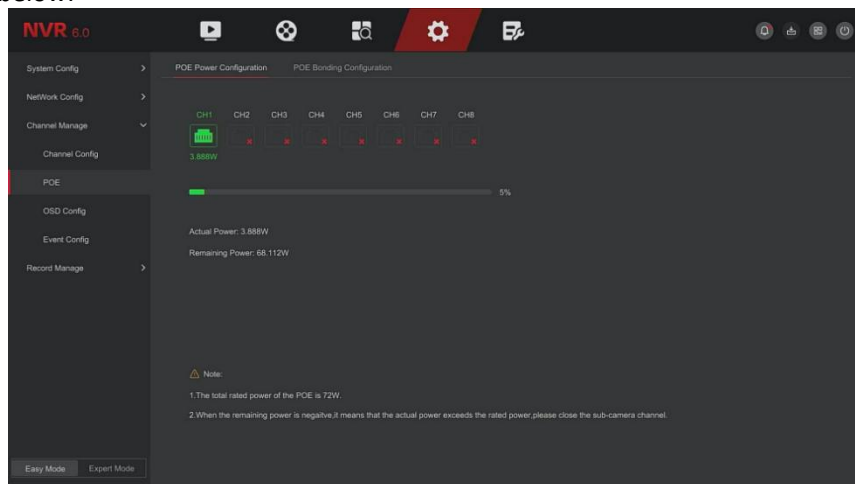 NVR 6.0
System Config
NetWork Config
Channel Manage
Channel Config
POE
OSD Config
Event Config
Record Manage
Easy Mode Expert Mode
POE Power Configuration POE Bonding Configuration
CH1 CH2 CH3 CH4 CH5 CH6 CH7 CH8
3.888W
5%
Actual Power: 3.888W
Remaining Power: 68.112W
Note:
1.The total rated power of the POE is 72W.
2.When the remaining power is negaitve,it means that the actual power exceeds the rated power,please close the sub-camera channel.